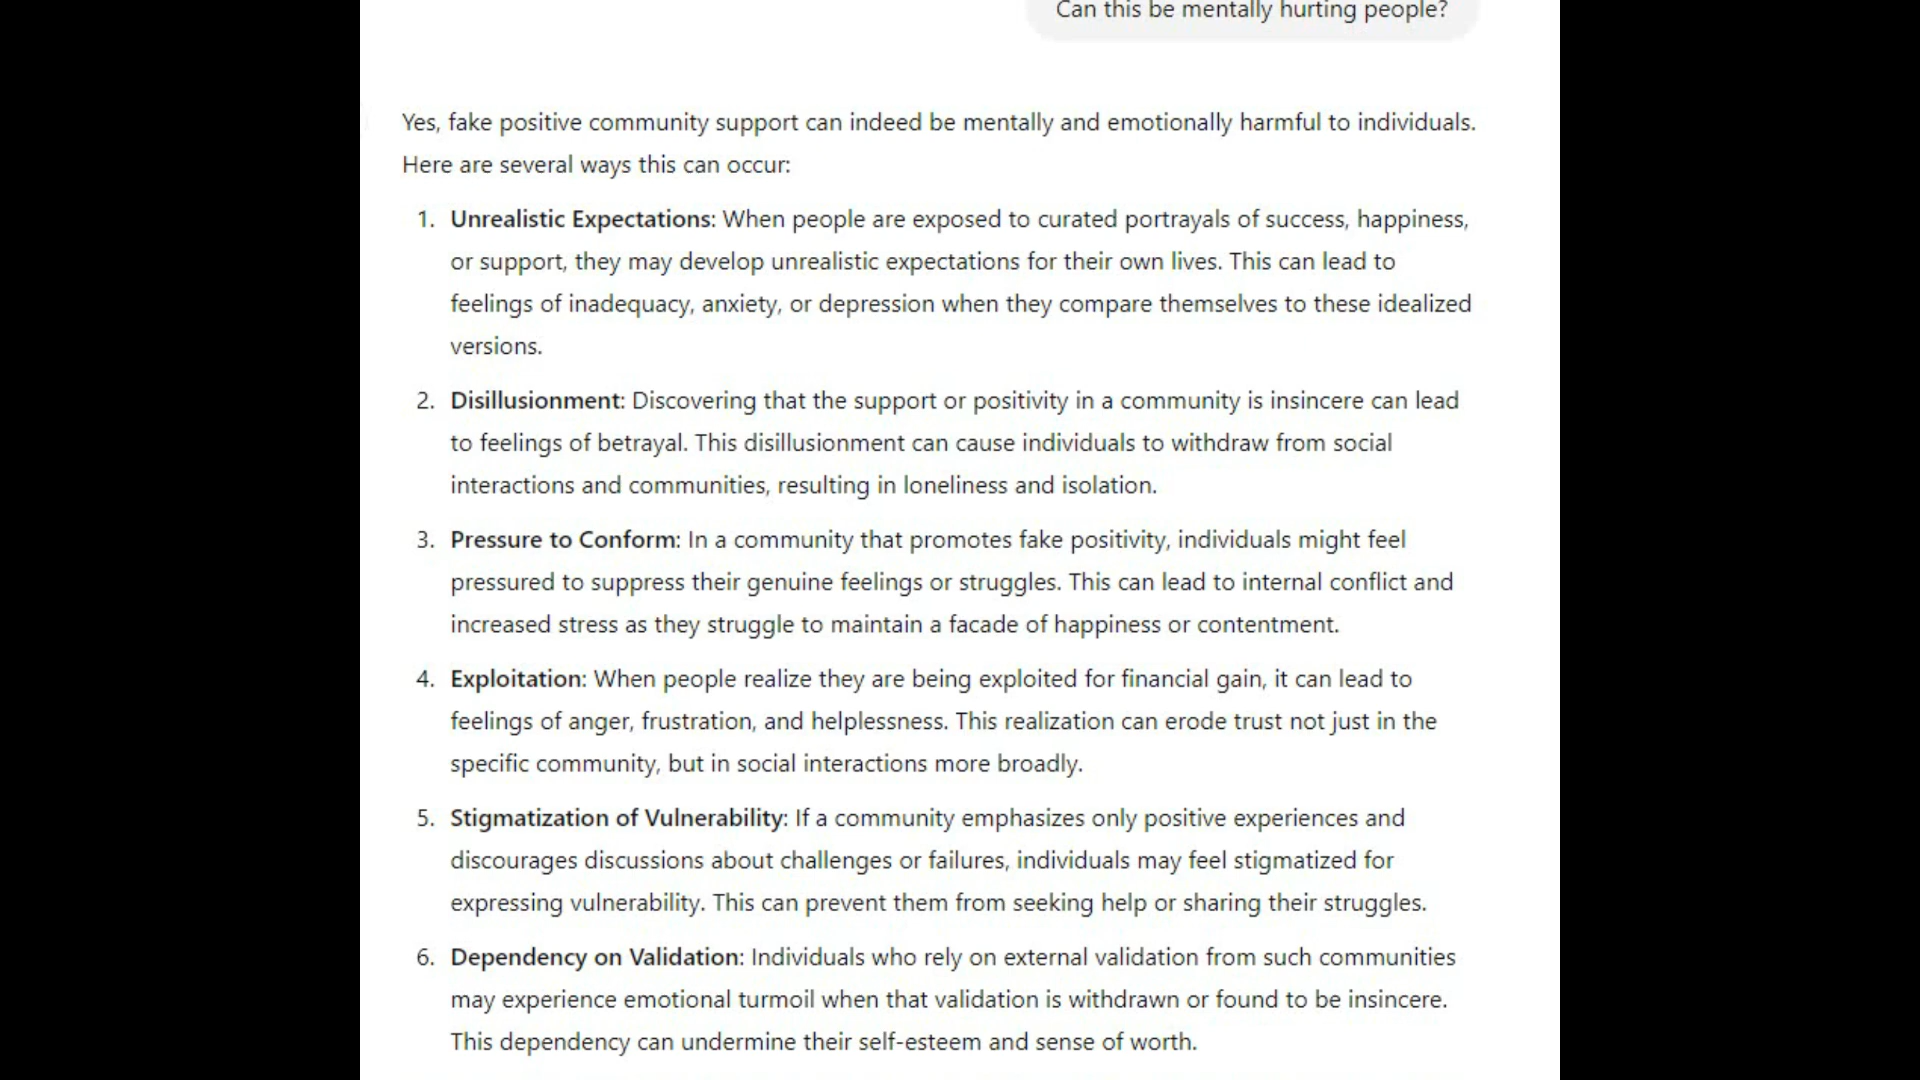 Can this be mentally hurting people?
Yes, fake positive community support can indeed be mentally and emotionally harmful to individuals.
Here are several ways this can occur:
1. Unrealistic Expectations: When people are exposed to curated portrayals of success, happiness,
or support, they may develop unrealistic expectations for their own lives. This can lead to
feelings of inadequacy, anxiety, or depression when they compare themselves to these idealized
versions.
2. Disillusionment: Discovering that the support or positivity in a community is insincere can lead
to feelings of betrayal. This disillusionment can cause individuals to withdraw from social
interactions and communities, resulting in loneliness and isolation.
3. Pressure to Conform: In a community that promotes fake positivity, individuals might feel
pressured to suppress their genuine feelings or struggles. This can lead to internal conflict and
increased stress as they struggle to maintain a facade of happiness or contentment.
4. Exploitation: When people realize they are being exploited for financial gain, it can lead to
feelings of anger, frustration, and helplessness. This realization can erode trust not just in the
specific community, but in social interactions more broadly.
5. Stigmatization of Vulnerability: If a community emphasizes only positive experiences and
discourages discussions about challenges or failures, individuals may feel stigmatized for
expressing vulnerability. This can prevent them from seeking help or sharing their struggles.
6. Dependency on Validation: Individuals who rely on external validation from such communities
may experience emotional turmoil when that validation is withdrawn or found to be insincere.
This dependency can undermine their self-esteem and sense of worth.